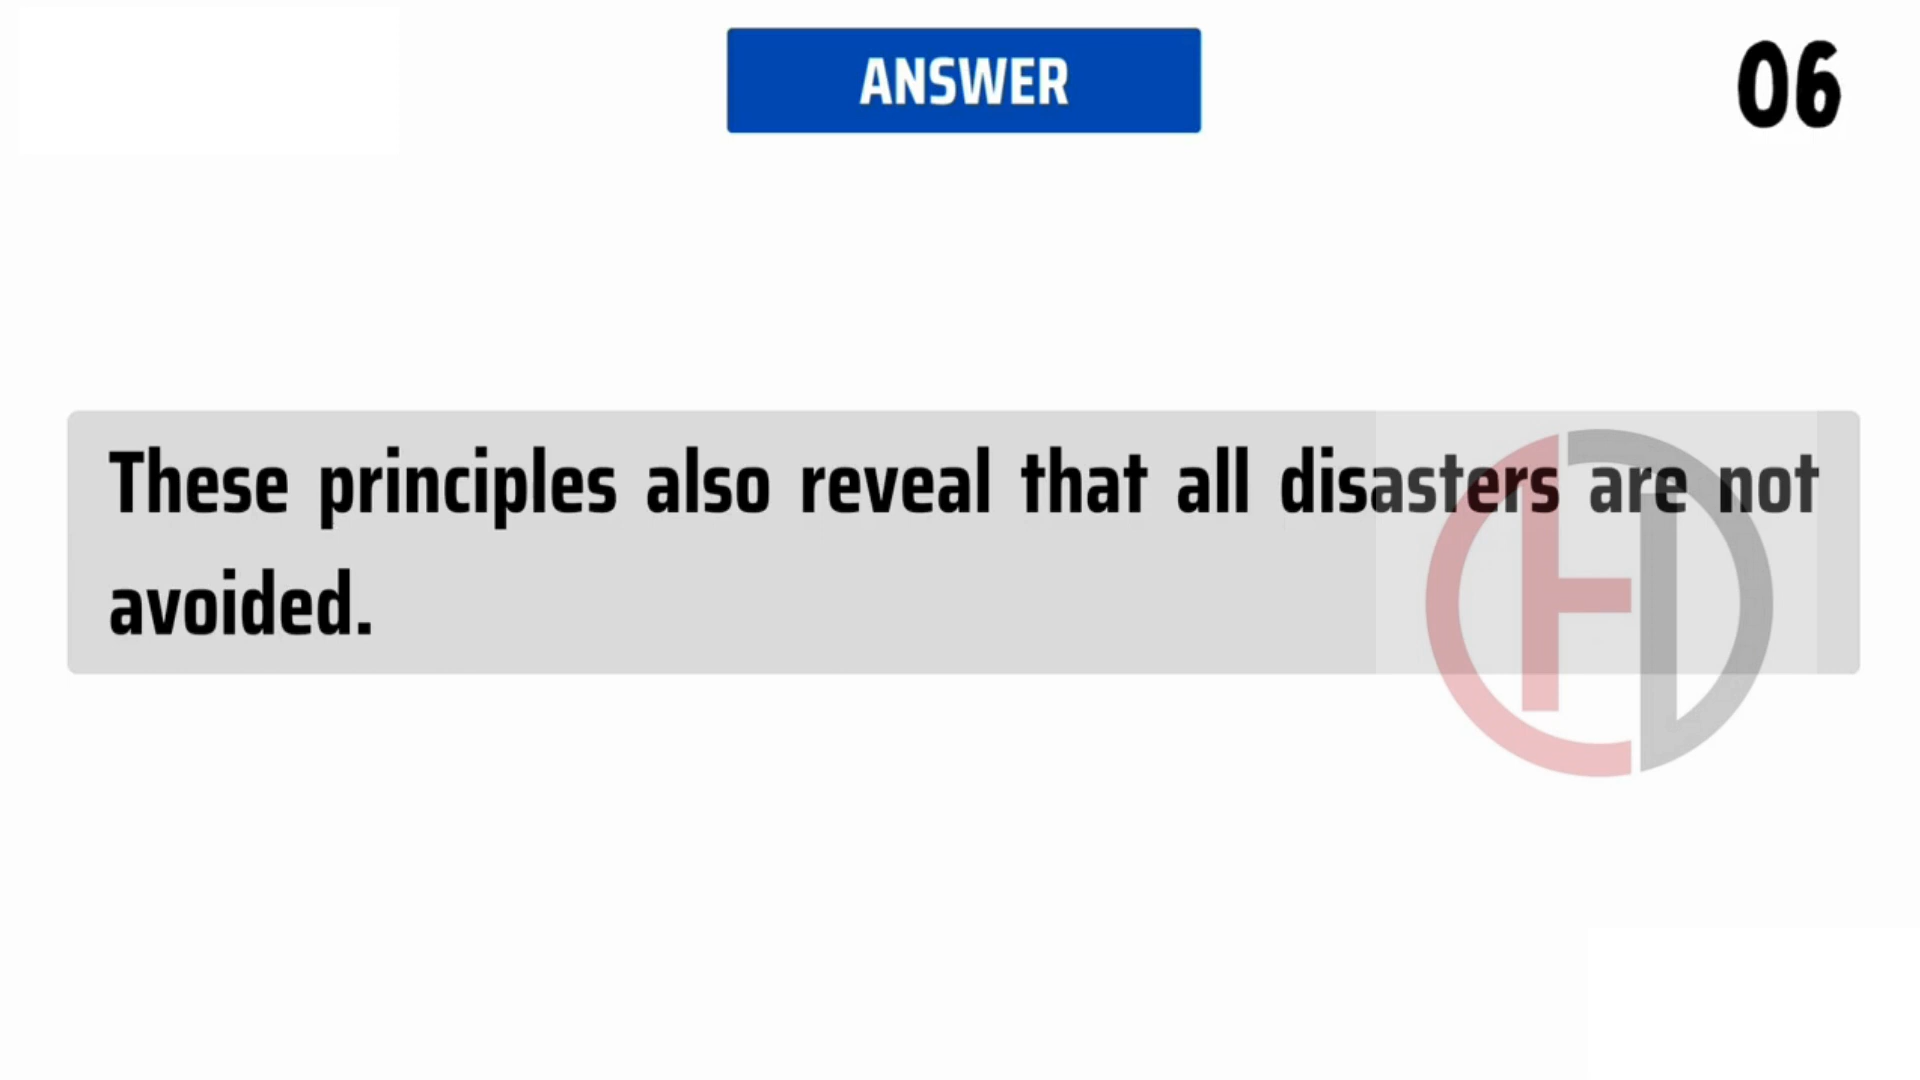 ANSWER
06
These principles also reveal that all disasters are not
avoided.